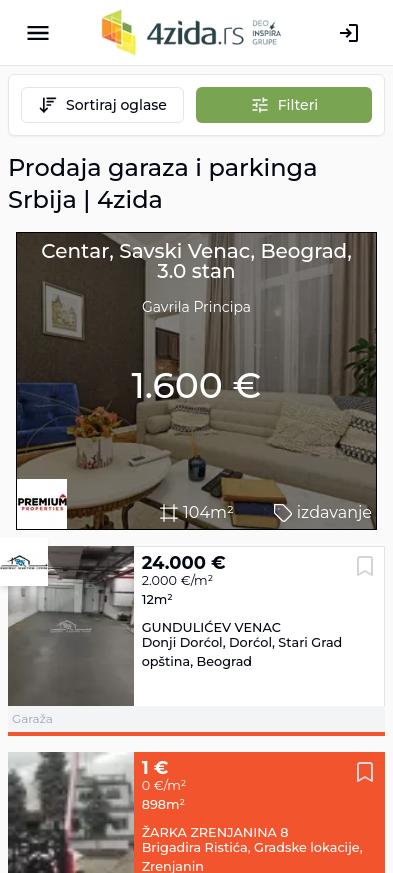 4zida.rs
DEO
INSPIRA
GRUPE
Sortiraj oglase
Filteri
Prodaja garaza i parkinga
Srbija | 4zida
Centar, Savski Venac, Beograd,
3.0 stan
Gavrila Principa
1.600 €
PREMIUM
PROPERTIES
104m²
izdavanje
24.000 €
2.000 €/m²
12m²
GUNDULIĆEV VENAC
Donji Dorćol, Dorćol, Stari Grad
opština, Beograd
Garaža
1 €
0 €/m²
898m²
ŽARKA ZRENJANINA 8
Brigadira Ristića, Gradske lokacije,
Zrenjanin